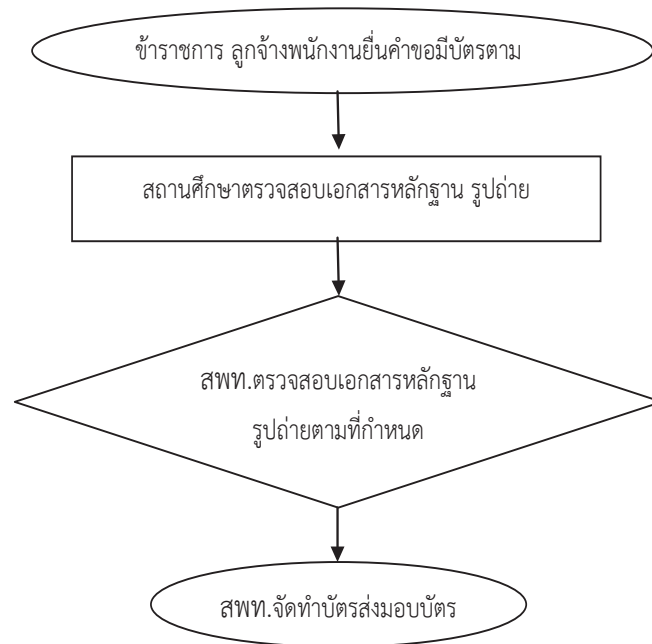 ข้าราชการ ลูกจ้างพนักงานยื่นคำขอมีบัตรตาม
สถานศึกษาตรวจสอบเอกสารหลักฐาน รูปถ่าย
สพท.ตรวจสอบเอกสารหลักฐาน
รูปถ่ายตามที่กำหนด
สพท.จัดทำบัตรส่งมอบบัตร